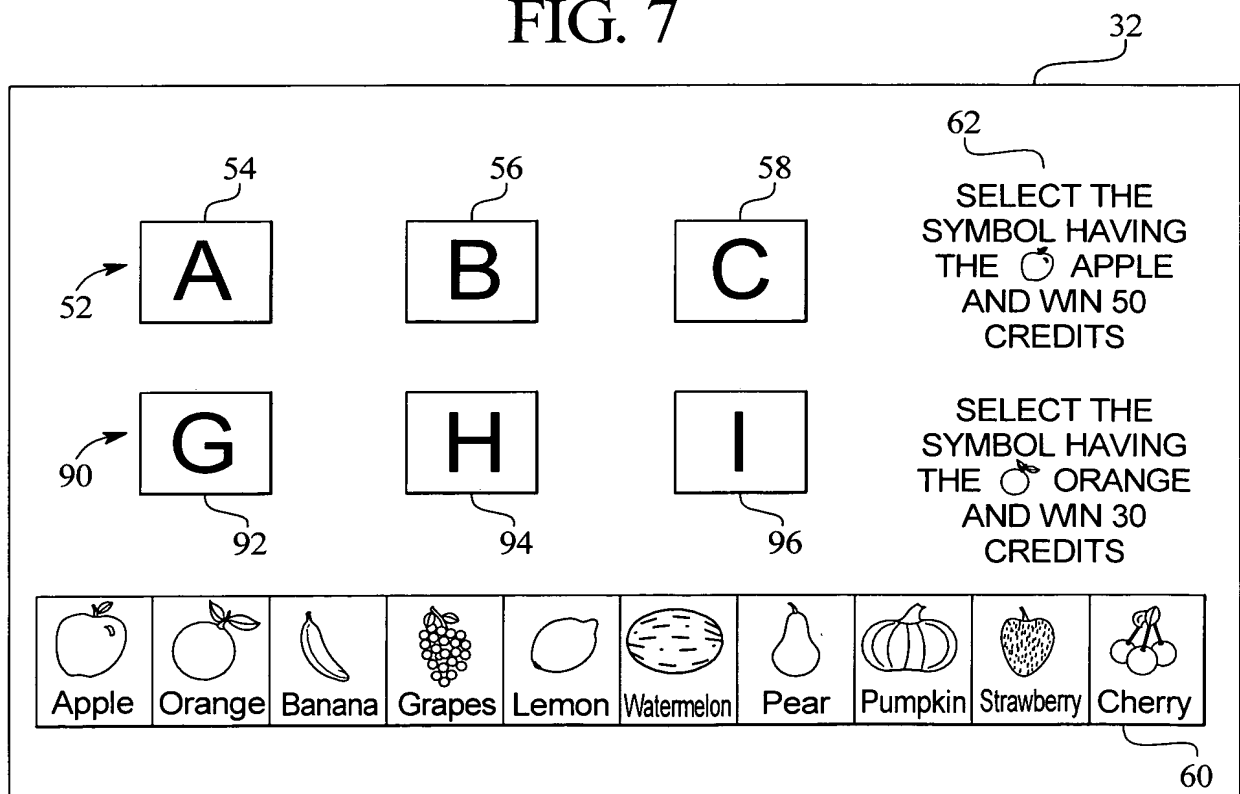 FIG. 7
32
62
54 56 58
SELECT THE
SYMBOL HAVING
THE APPLE
AND WIN 50
CREDITS
A B C
52
G H I
90
92 94 96
SELECT THE
SYMBOL HAVING
THE ORANGE
AND WIN 30
CREDITS
Apple Orange Banana Grapes Lemon Watermelon Pear Pumpkin Strawberry Cherry
60